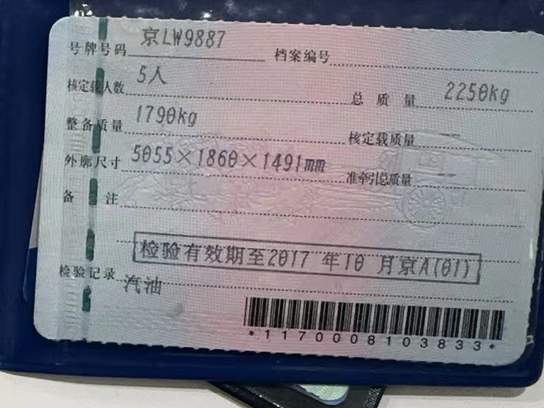 号牌号码 京LW9887 档案编号
核定载人数 5人 总质量 2250kg
整备质量 1790kg 核定载质量
外廓尺寸 5055×1860×1491mm 准牵引总质量
备注
检验有效期至2017 年10 月京A(01)
检验记录 汽油
*1170008103833*